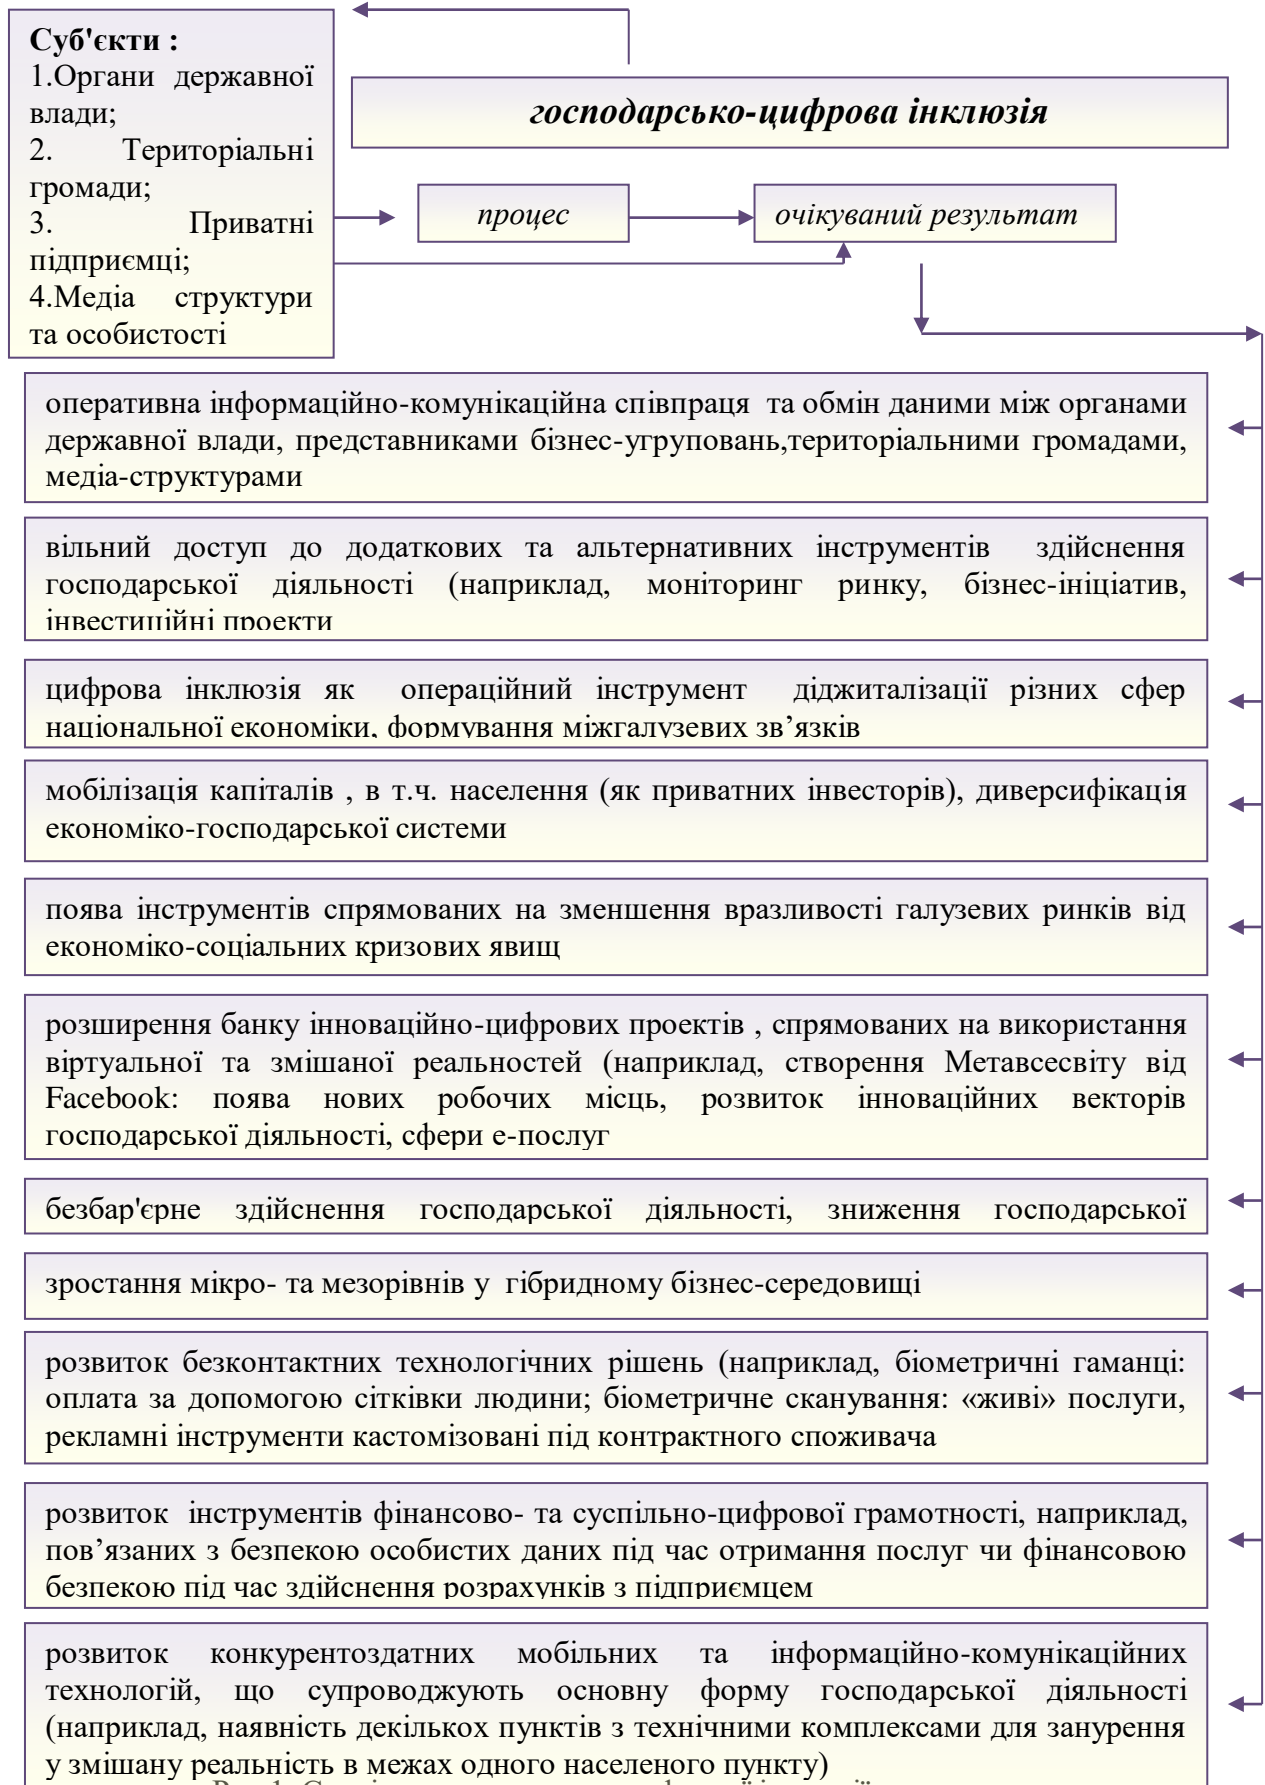 Суб'єкти :
1.Органи державної
влади;
2. Територіальні
громади;
3. Приватні
підприємці;
4.Медіа структури
та особистості
господарсько-цифрова інклюзія
процес
очікуваний результат
оперативна інформаційно-комунікаційна співпраця та обмін даними між органами
державної влади, представниками бізнес-угруповань,територіальними громадами,
медіа-структурами
вільний доступ до додаткових та альтернативних інструментів здійснення
господарської діяльності (наприклад, моніторинг ринку, бізнес-ініціатив,
інвестиційні проекти
цифрова інклюзія як операційний інструмент діджиталізації різних сфер
національної економіки, формування міжгалузевих зв’язків
мобілізація капіталів , в т.ч. населення (як приватних інвесторів), диверсифікація
економіко-господарської системи
поява інструментів спрямованих на зменшення вразливості галузевих ринків від
економіко-соціальних кризових явищ
розширення банку інноваційно-цифрових проектів , спрямованих на використання
віртуальної та змішаної реальностей (наприклад, створення Метавсесвіту від
Facebook: поява нових робочих місць, розвиток інноваційних векторів
господарської діяльності, сфери е-послуг
безбар'єрне здійснення господарської діяльності, зниження господарської
зростання мікро- та мезорівнів у гібридному бізнес-середовищі
розвиток безконтактних технологічних рішень (наприклад, біометричні гаманці:
оплата за допомогою сітківки людини; біометричне сканування: «живі» послуги,
рекламні інструменти кастомізовані під контрактного споживача
розвиток інструментів фінансово- та суспільно-цифрової грамотності, наприклад,
пов’язаних з безпекою особистих даних під час отримання послуг чи фінансовою
безпекою під час здійснення розрахунків з підприємцем
розвиток конкурентоздатних мобільних та інформаційно-комунікаційних
технологій, що супроводжують основну форму господарської діяльності
(наприклад, наявність декількох пунктів з технічними комплексами для занурення
у змішану реальність в межах одного населеного пункту)